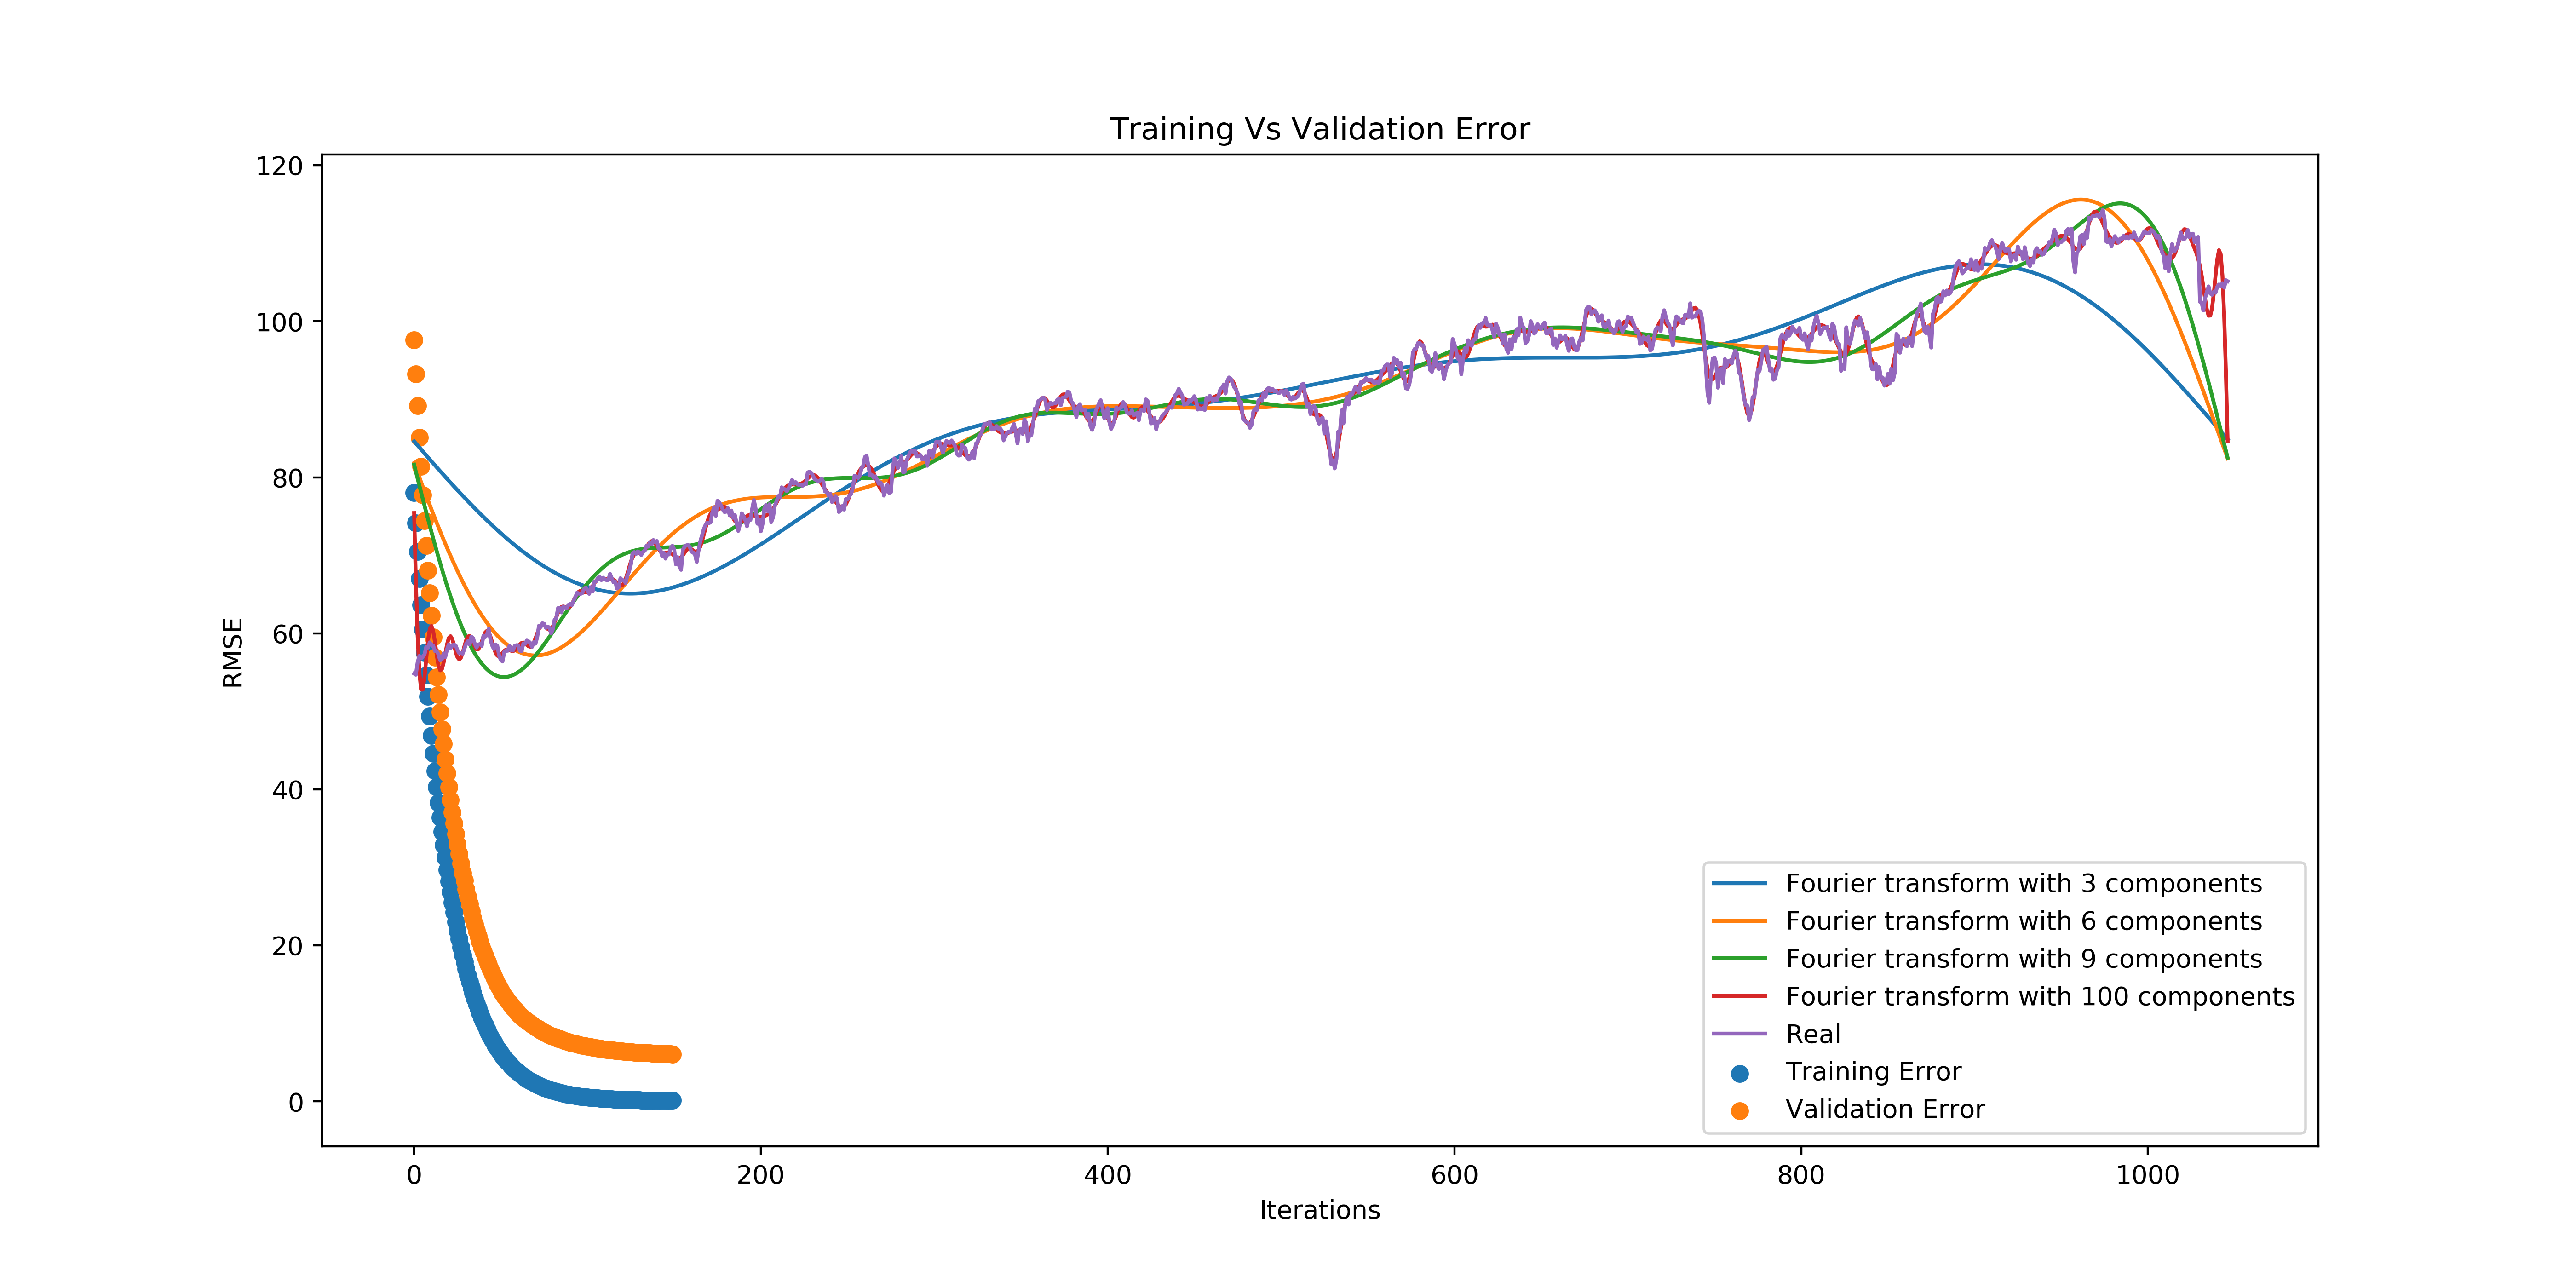 Training Vs Validation Error
120
100
80
60
40
20
0
RMSE
0 200 400 600 800 1000
Iterations
Fourier transform with 3 components
Fourier transform with 6 components
Fourier transform with 9 components
Fourier transform with 100 components
Real
Training Error
Validation Error